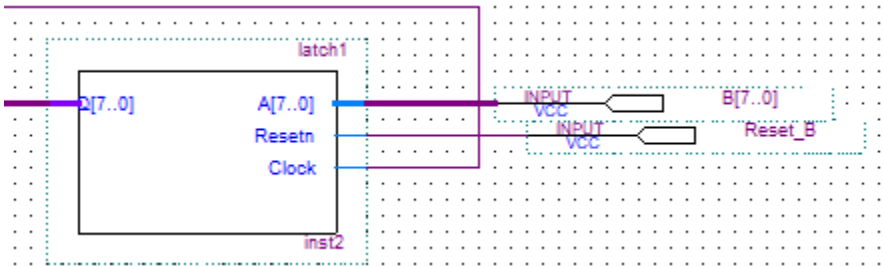 latch1
Q[7..0] A[7..0] INPUT VCC B[7..0]
Resetn INPUT VCC Reset_B
Clock
inst2